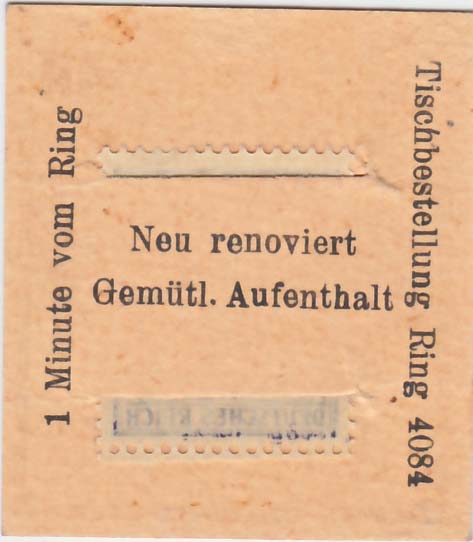 1 Minute vom Ring
Neu renoviert
Gemütl. Aufenthalt
Tischbestellung Ring 4084
DEUTSCHES REICH